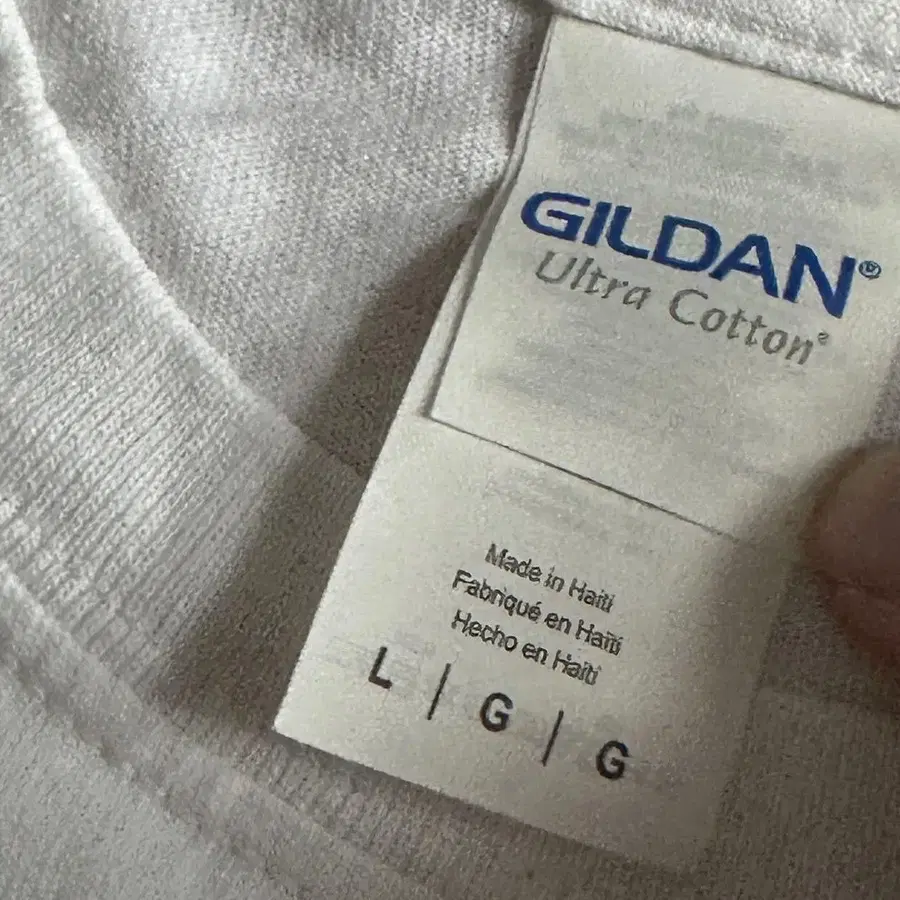 GILDAN®
Ultra Cotton®
Made in Haiti
Fabriqué en Haïti
Hecho en Haití
L | G | G